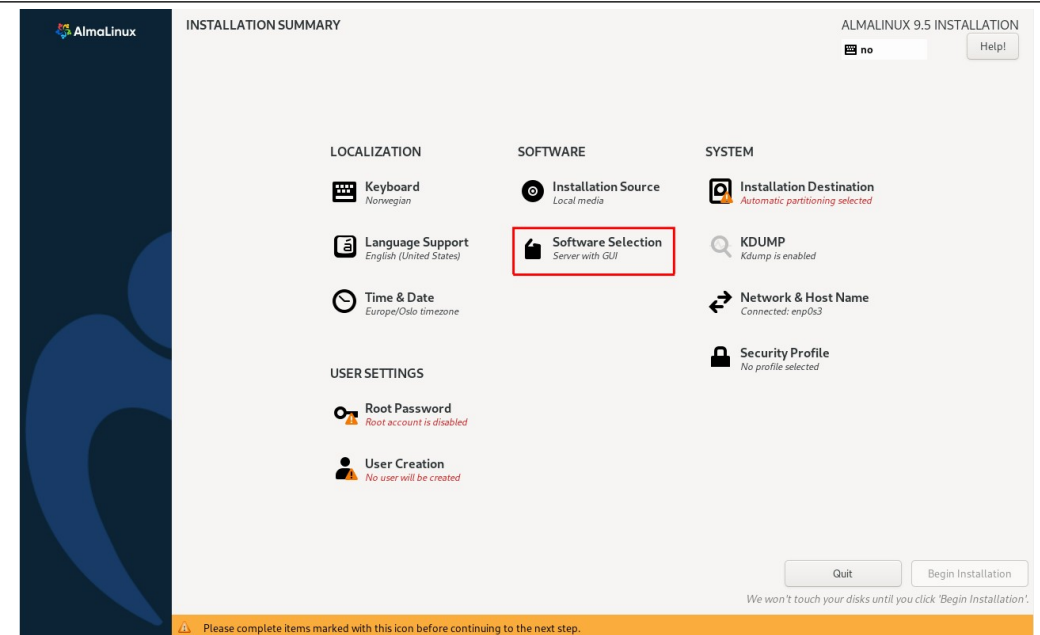 AlmaLinux
INSTALLATION SUMMARY
ALMALINUX 9.5 INSTALLATION
no
Help!
LOCALIZATION
Keyboard
Norwegian
Language Support
English (United States)
Time & Date
Europe/Oslo timezone
SOFTWARE
Installation Source
Local media
Software Selection
Server with GUI
SYSTEM
Installation Destination
Automatic partitioning selected
KDUMP
Kdump is enabled
Network & Host Name
Connected: enp0s3
Security Profile
No profile selected
USER SETTINGS
Root Password
Root account is disabled
User Creation
No user will be created
Quit
Begin Installation
We won't touch your disks until you click 'Begin Installation'.
Please complete items marked with this icon before continuing to the next step.